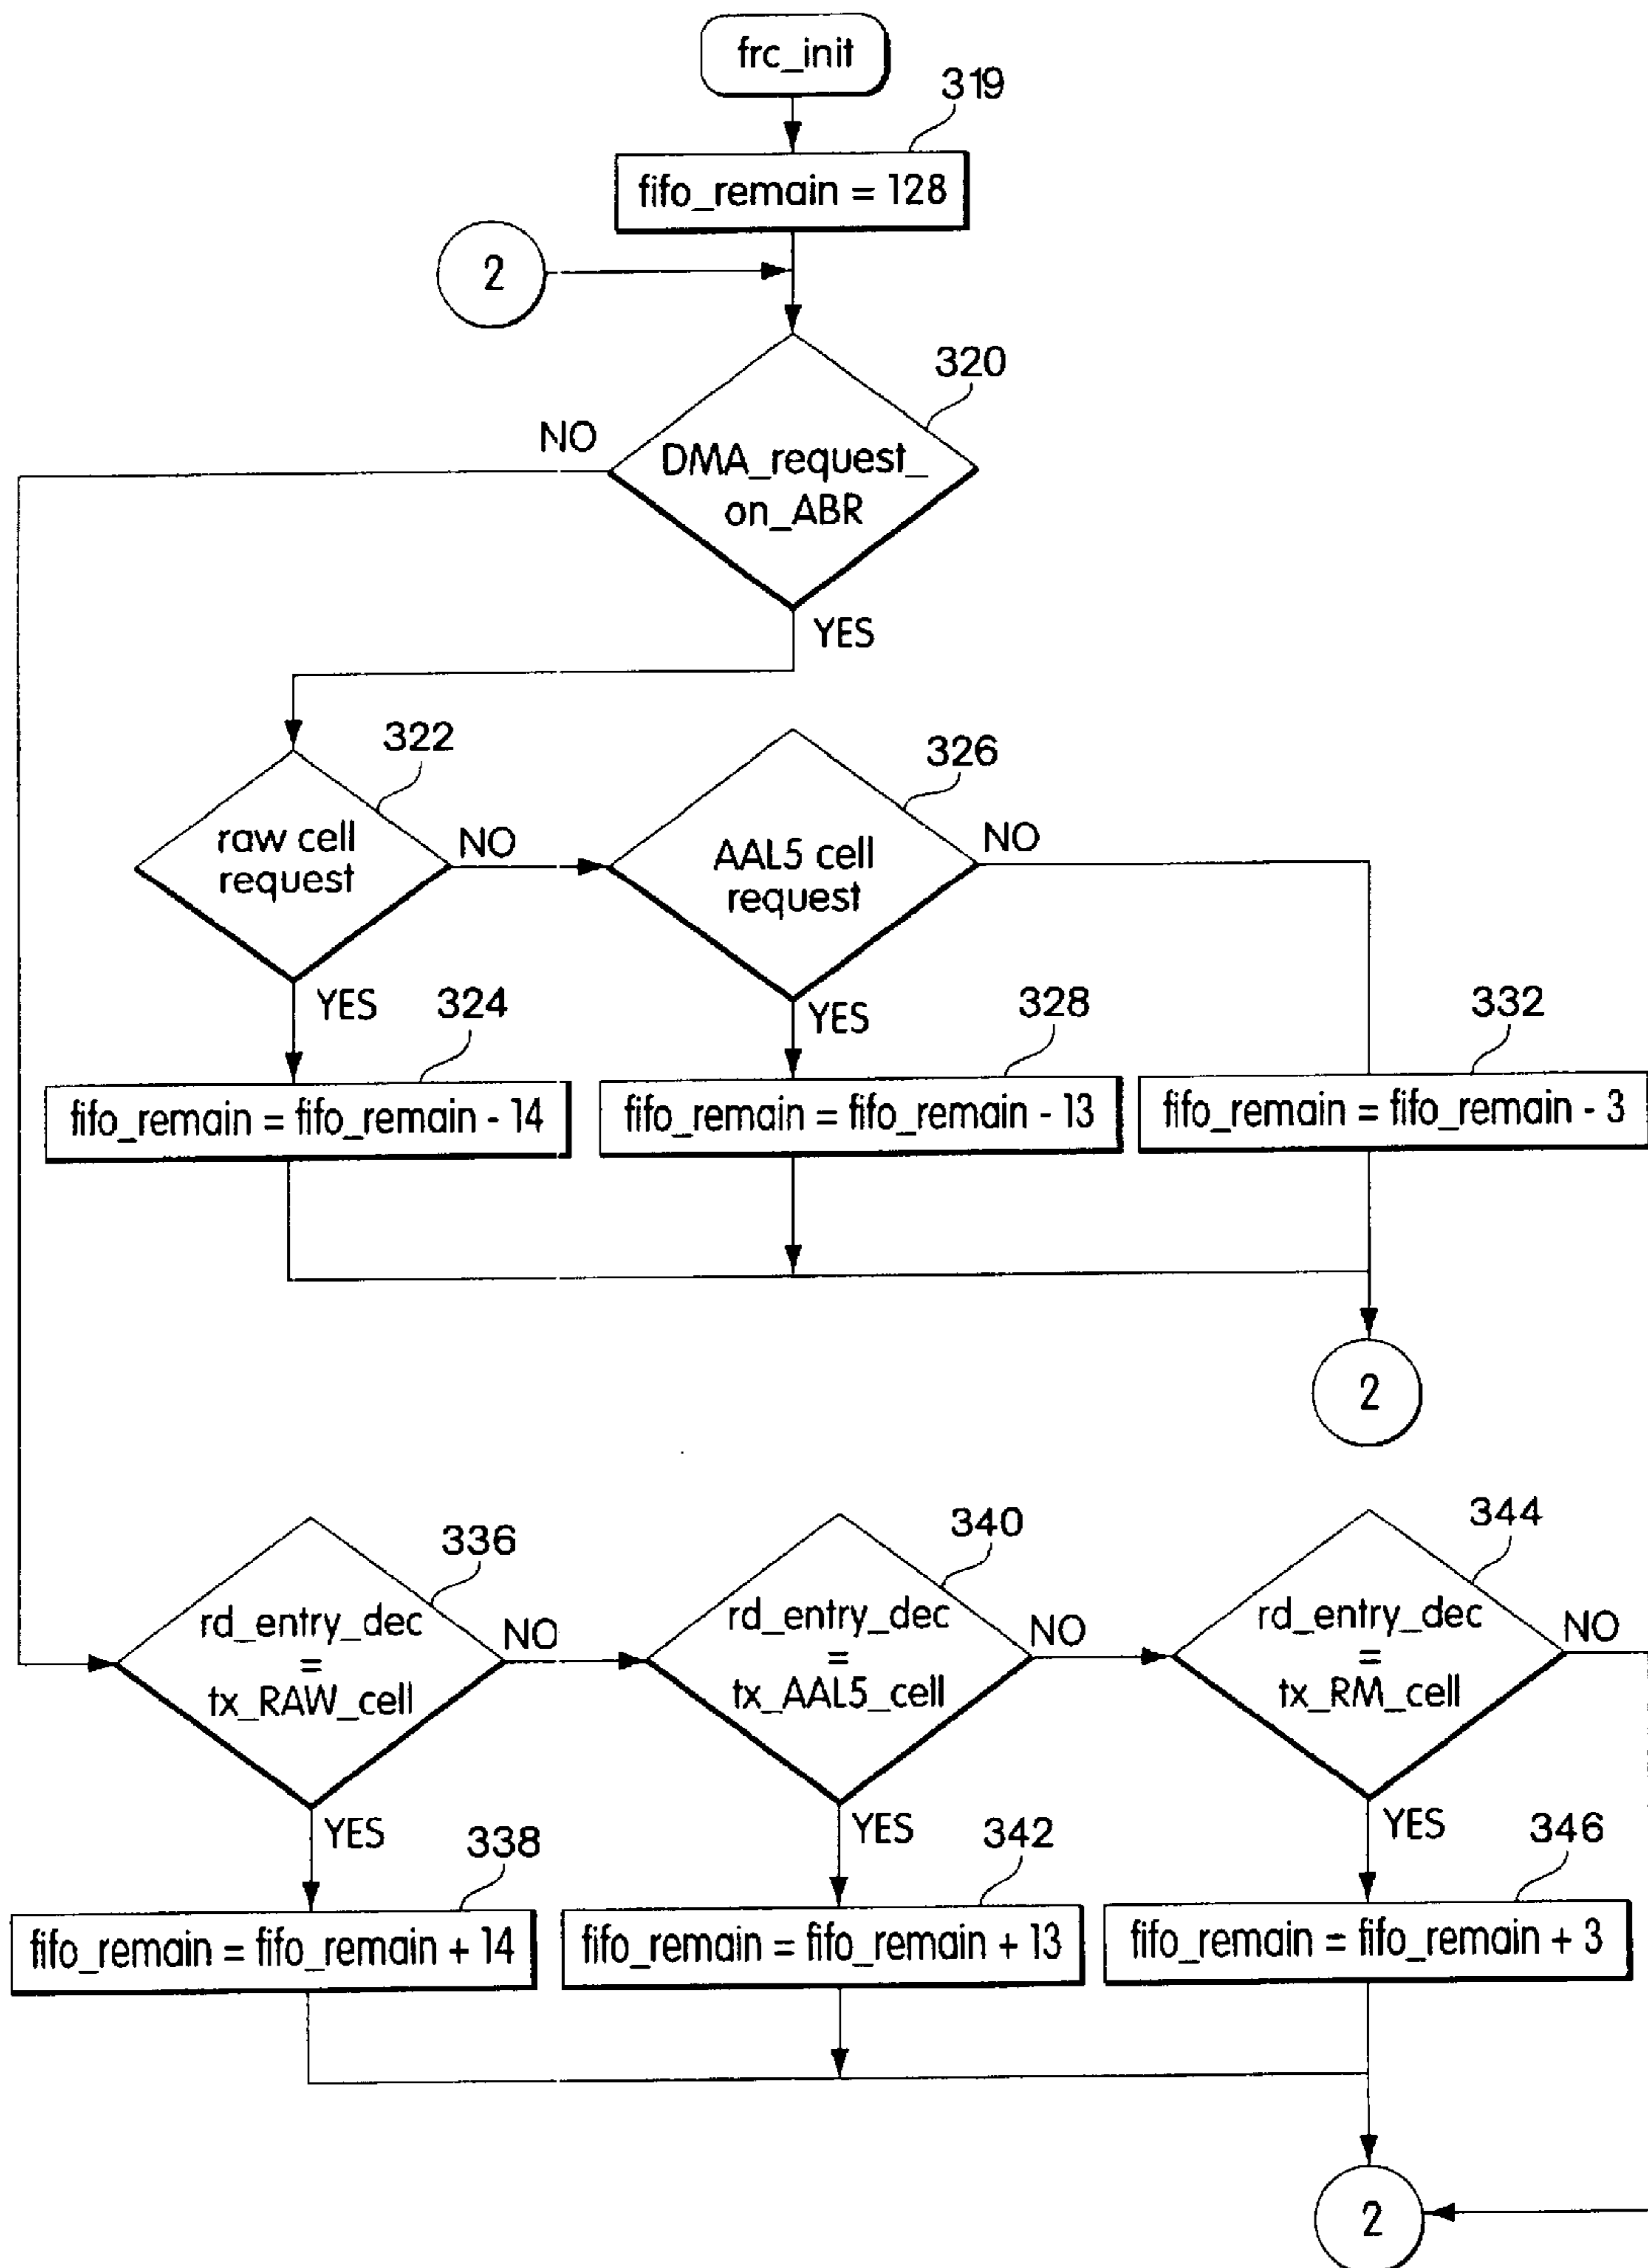 frc_init
319
fifo_remain = 128
2
320
NO
DMA_request_
on_ABR
YES
322
326
raw cell
request
NO
AAL5 cell
request
NO
YES
324
YES
328
332
fifo_remain = fifo_remain - 14
fifo_remain = fifo_remain - 13
fifo_remain = fifo_remain - 3
2
336
340
344
rd_entry_dec
=
tx_RAW_cell
NO
rd_entry_dec
=
tx_AAL5_cell
NO
rd_entry_dec
=
tx_RM_cell
NO
YES
338
YES
342
YES
346
fifo_remain = fifo_remain + 14
fifo_remain = fifo_remain + 13
fifo_remain = fifo_remain + 3
2